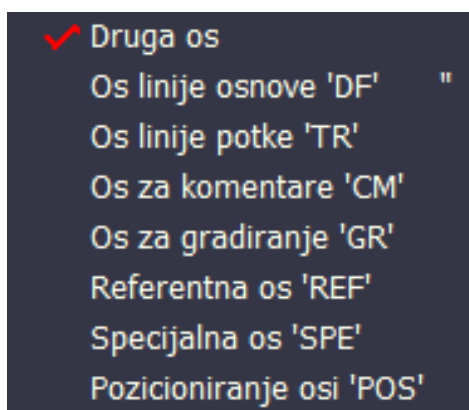 Druga os
Os linije osnove 'DF' "
Os linije potke 'TR'
Os za komentare 'CM'
Os za gradiranje 'GR'
Referentna os 'REF'
Specijalna os 'SPE'
Pozicioniranje osi 'POS'